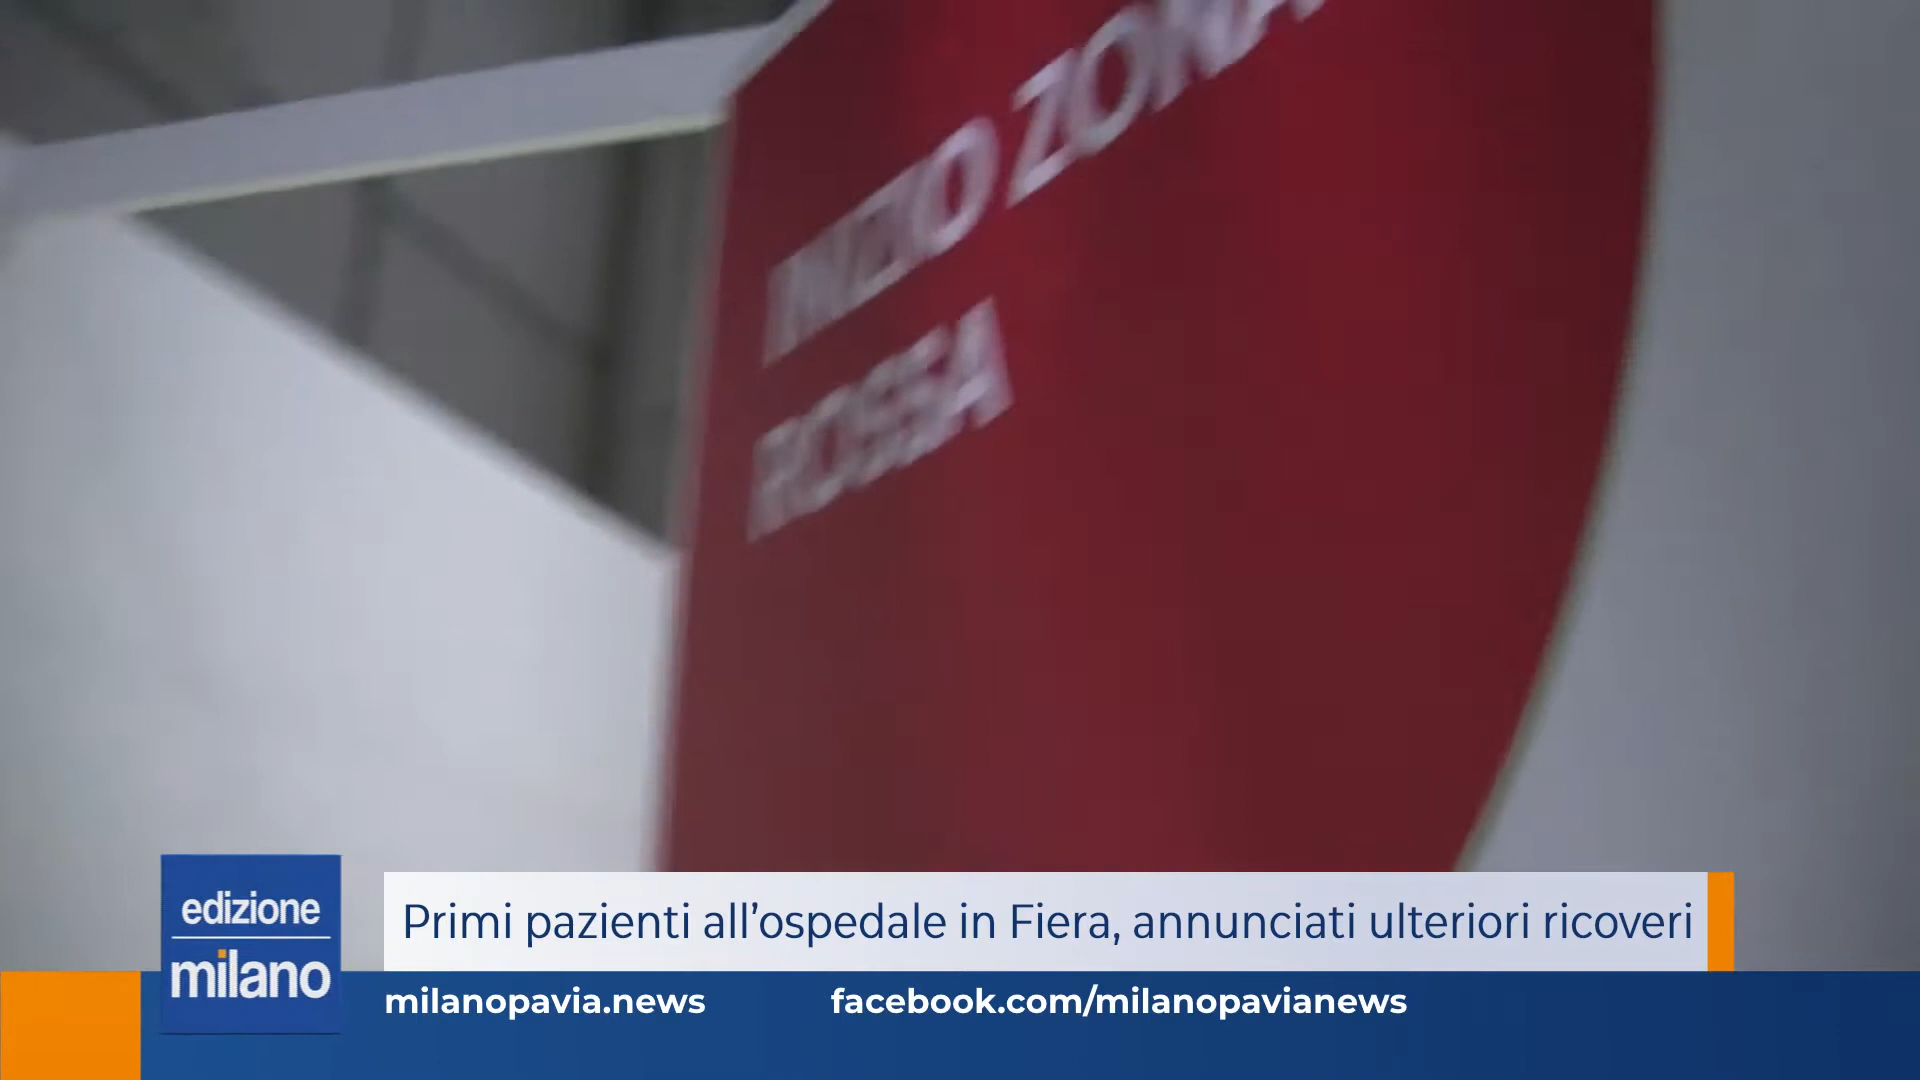 INIZIO ZONA
ROSSA
edizione
milano
Primi pazienti all’ospedale in Fiera, annunciati ulteriori ricoveri
milanopavia.news
facebook.com/milanopavianews